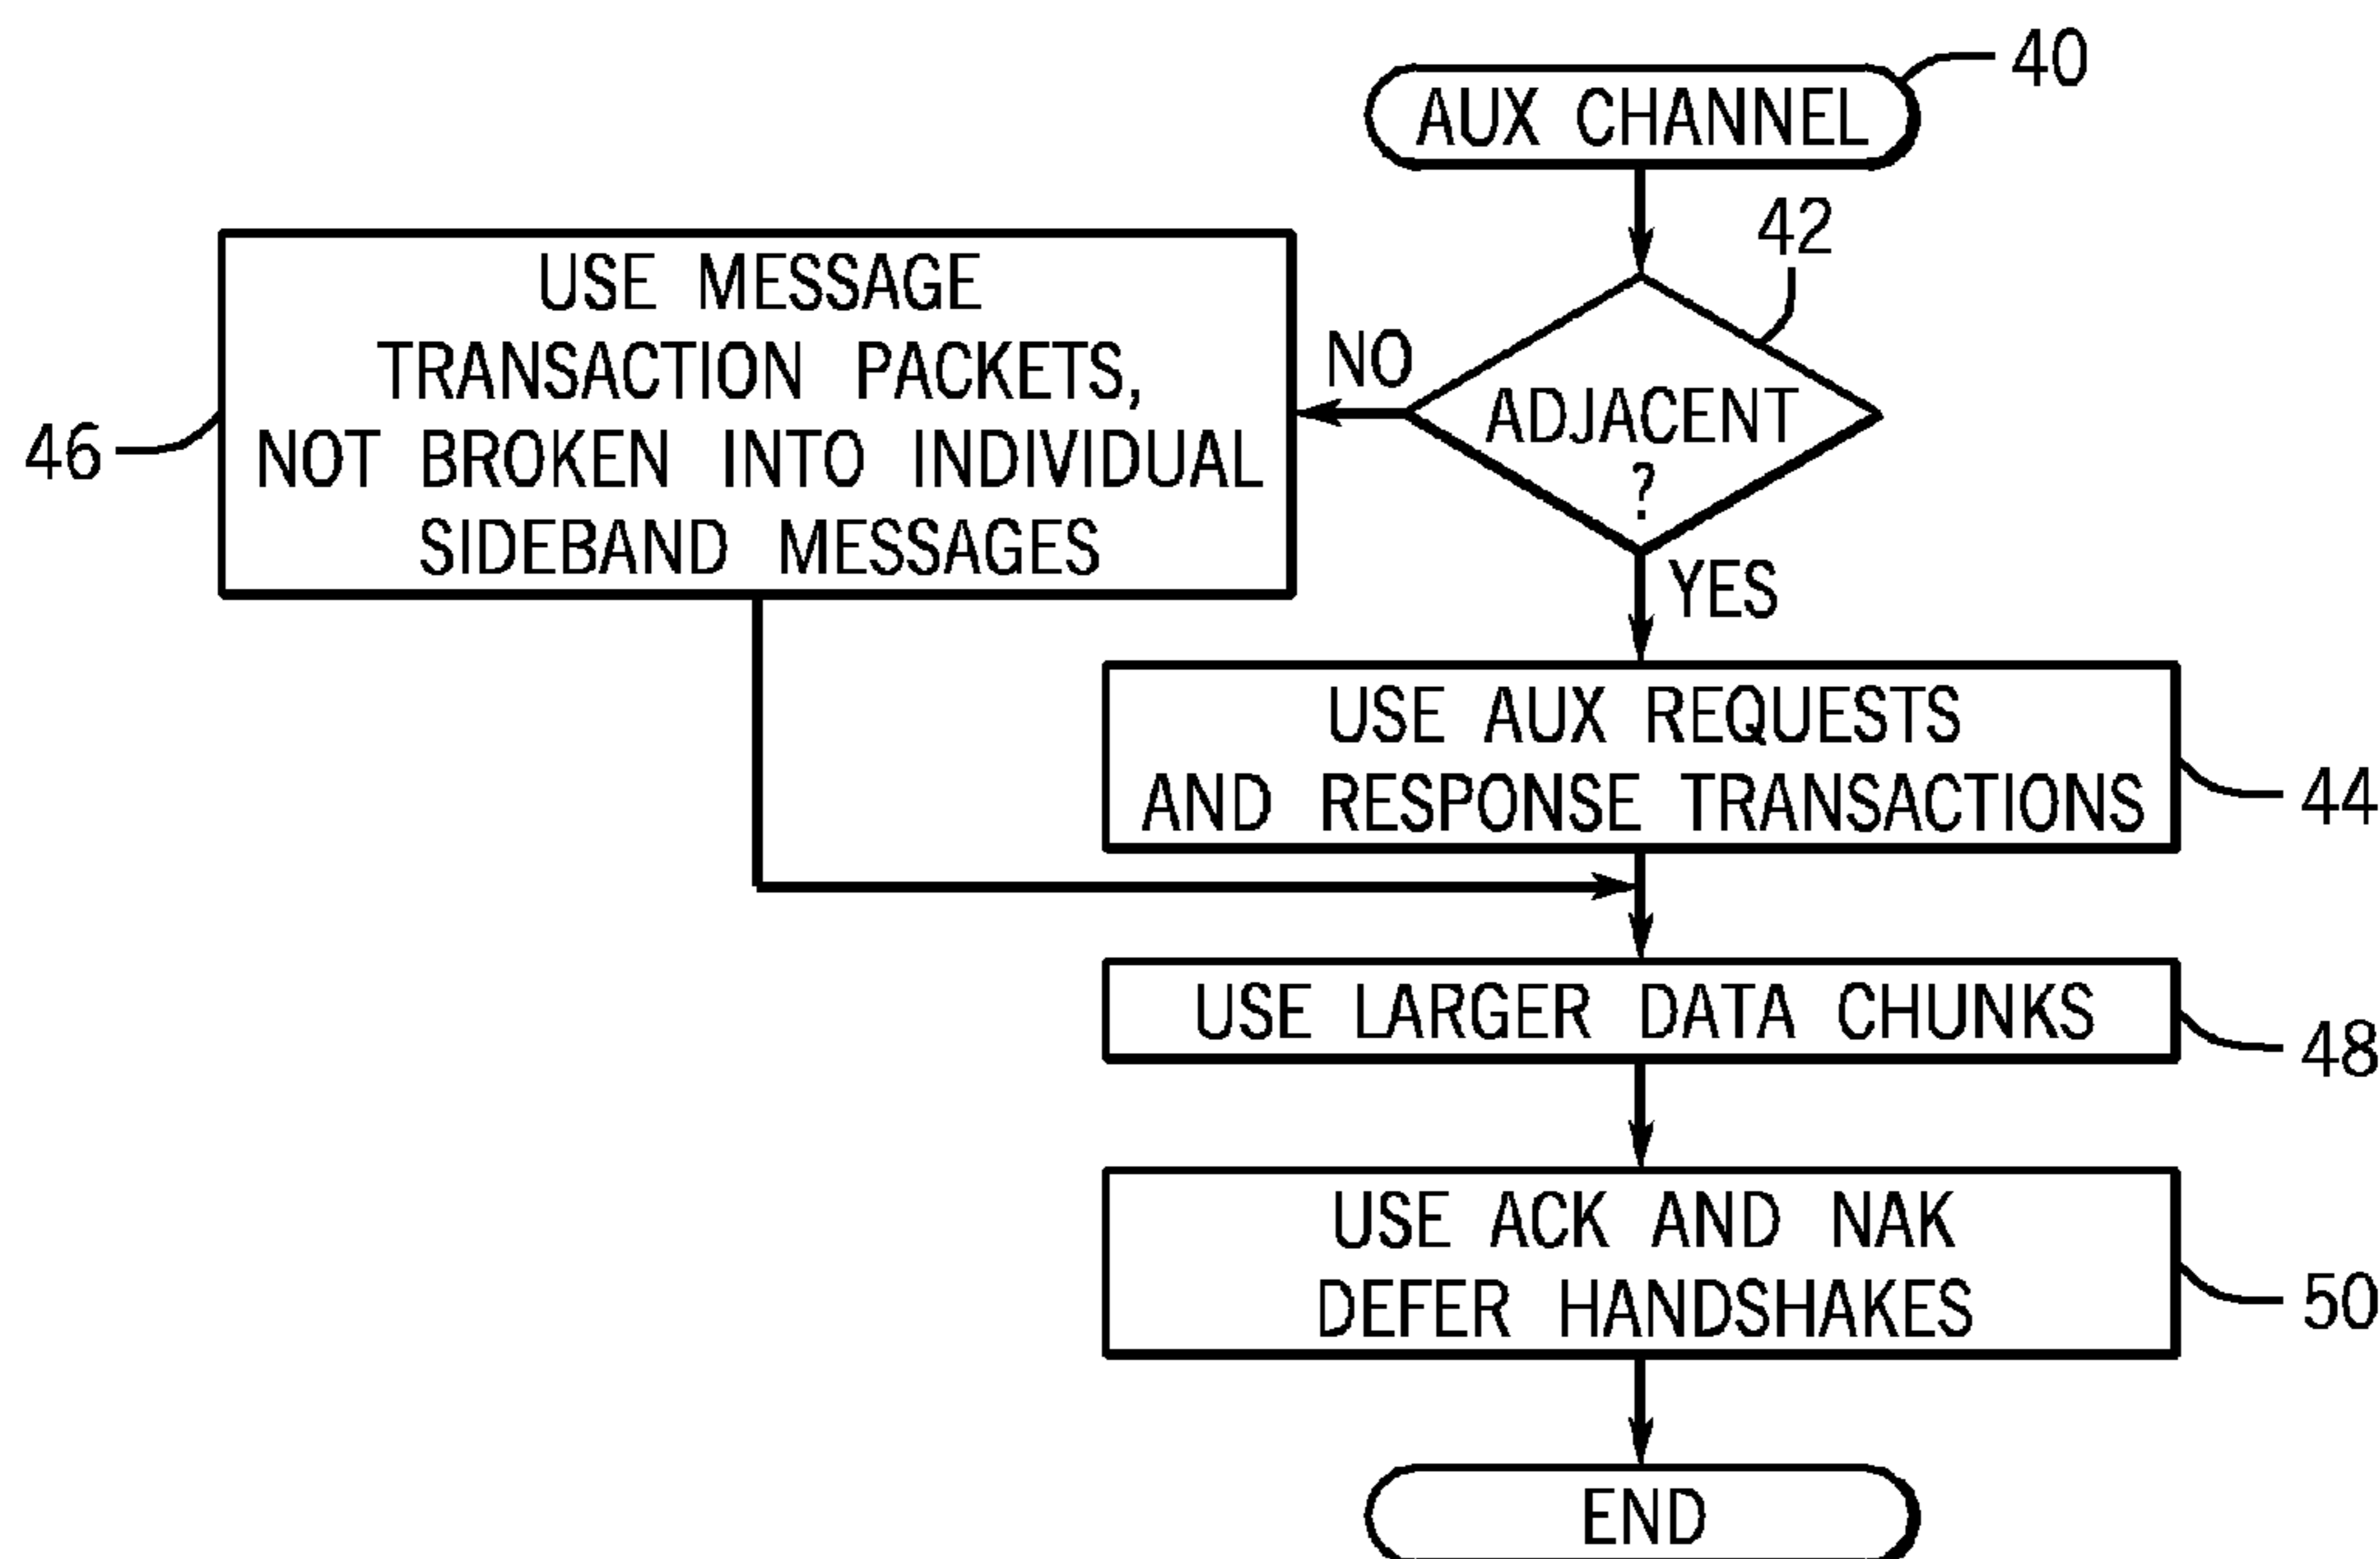 40
AUX CHANNEL
42
USE MESSAGE
TRANSACTION PACKETS,
NOT BROKEN INTO INDIVIDUAL
SIDEBAND MESSAGES
46
NO
ADJACENT
?
YES
USE AUX REQUESTS
AND RESPONSE TRANSACTIONS
44
USE LARGER DATA CHUNKS
48
USE ACK AND NAK
DEFER HANDSHAKES
50
END